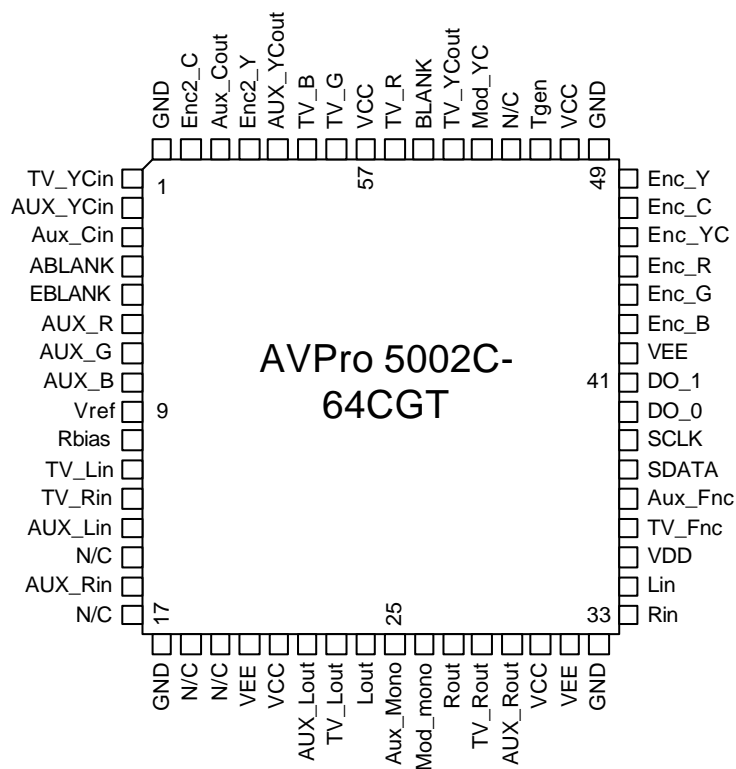 GND
Enc2_C
Aux_Cout
Enc2_Y
AUX_YCout
TV_B
TV_G
VCC
TV_R
BLANK
TV_YCout
Mod_YC
N/C
Tgen
VCC
GND
TV_YCin
AUX_YCin
Aux_Cin
ABLANK
EBLANK
AUX_R
AUX_G
AUX_B
Vref
Rbias
TV_Lin
TV_Rin
AUX_Lin
N/C
AUX_Rin
N/C
1
57
49
9
AVPro 5002C-
64CGT
41
17
25
33
Enc_Y
Enc_C
Enc_YC
Enc_R
Enc_G
Enc_B
VEE
DO_1
DO_0
SCLK
SDATA
Aux_Fnc
TV_Fnc
VDD
Lin
Rin
GND
N/C
N/C
VEE
VCC
AUX_Lout
TV_Lout
Lout
Aux_Mono
Mod_mono
Rout
TV_Rout
AUX_Rout
VCC
VEE
GND